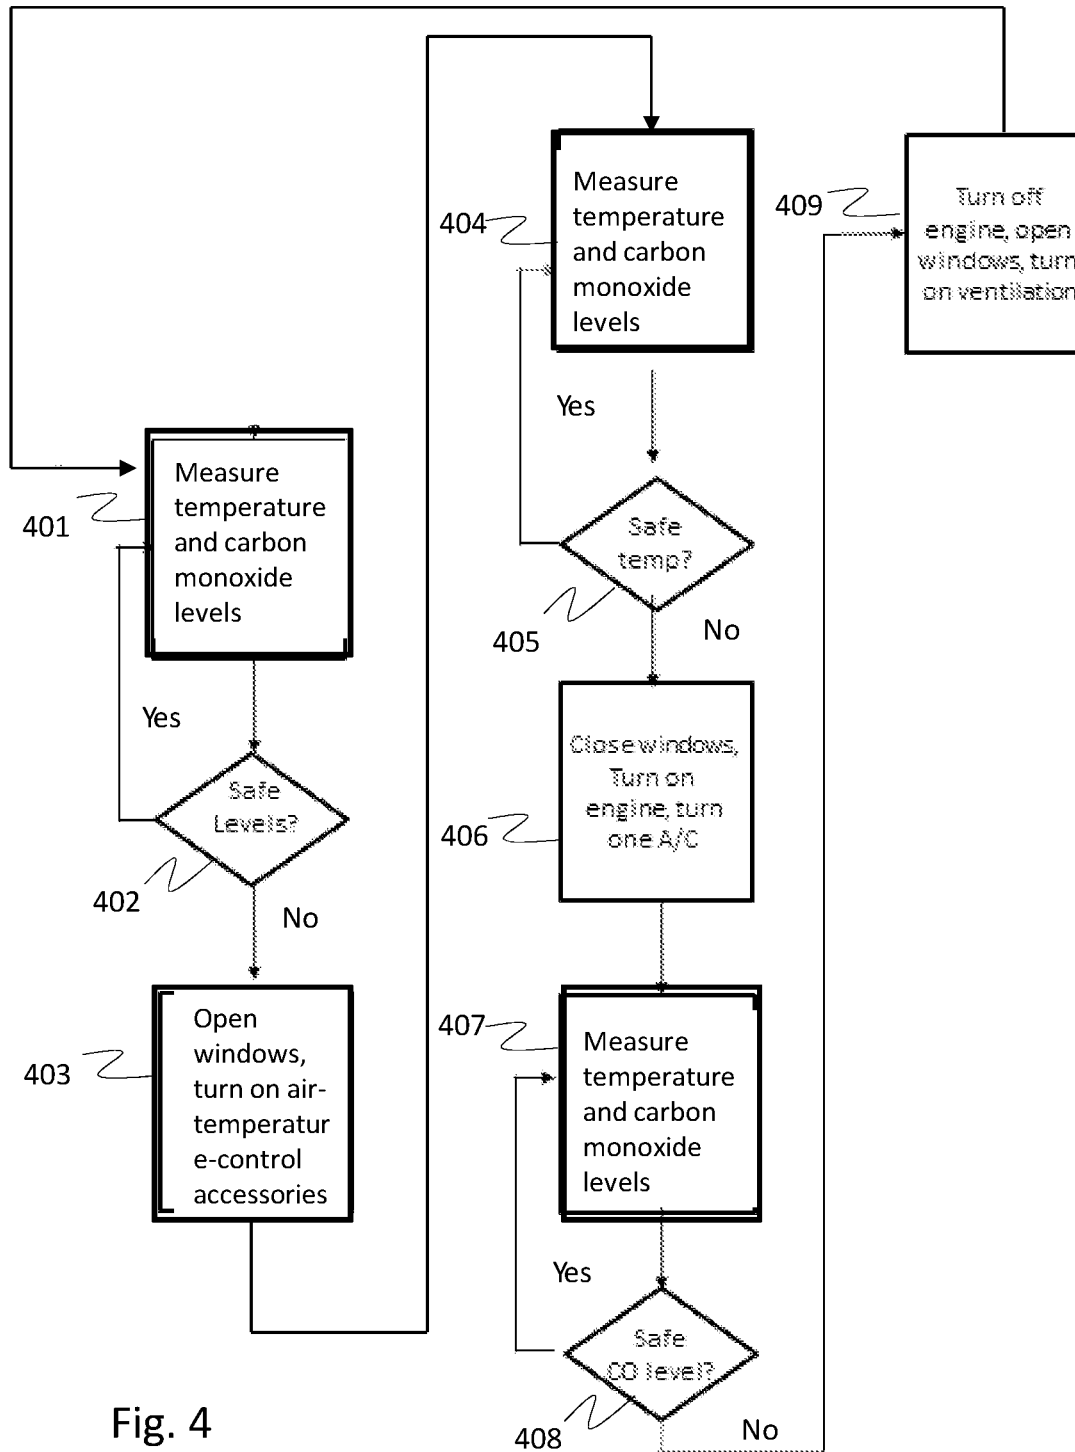 401
Measure
temperature
and carbon
monoxide
levels
Yes
Safe
Levels?
402
No
403
Open
windows,
turn on air-
temperatur
e-control
accessories
404
Measure
temperature
and carbon
monoxide
levels
Yes
Safe
temp?
405
No
406
Close windows,
Turn on
engine, turn
one A/C
407
Measure
temperature
and carbon
monoxide
levels
Yes
Safe
CO level?
408
No
409
Turn off
engine, open
windows, turn
on ventilation
Fig. 4